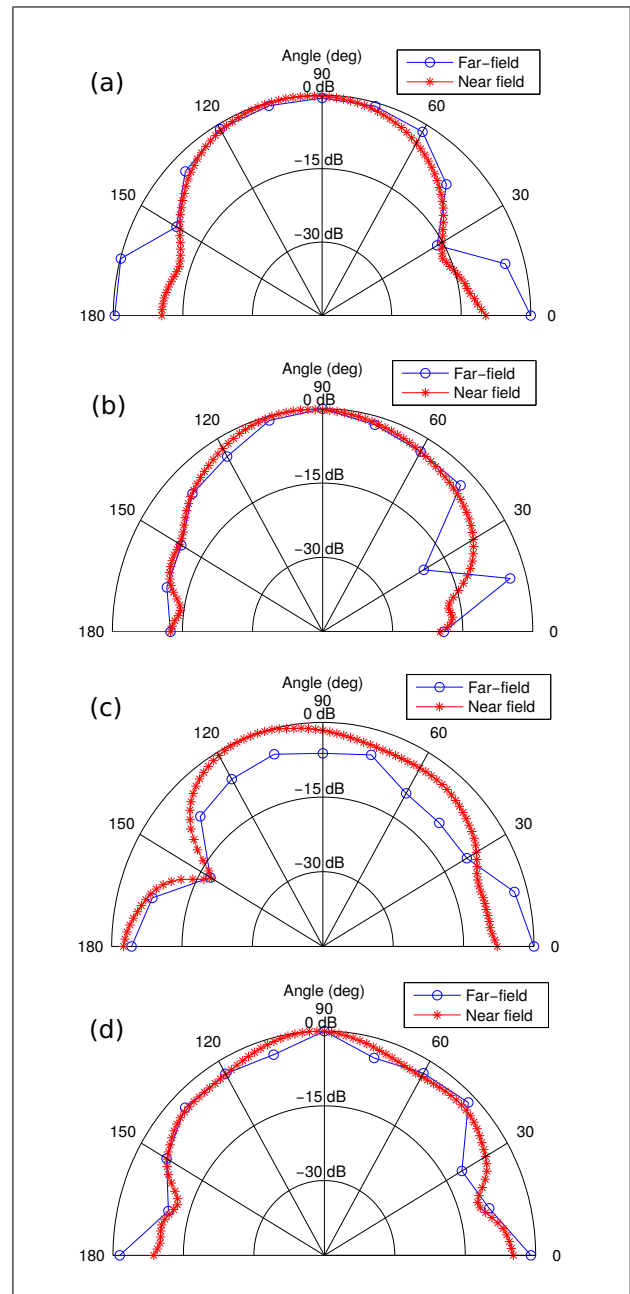 (a)
Angle (deg)
90
0 dB
Far−field
Near field
120
60
−15 dB
150
30
−30 dB
180
0
(b)
Angle (deg)
90
0 dB
Far−field
Near field
120
60
−15 dB
150
30
−30 dB
180
0
(c)
Angle (deg)
90
0 dB
Far−field
Near field
120
60
−15 dB
150
30
−30 dB
180
0
(d)
Angle (deg)
90
0 dB
Far−field
Near field
120
60
−15 dB
150
30
−30 dB
180
0